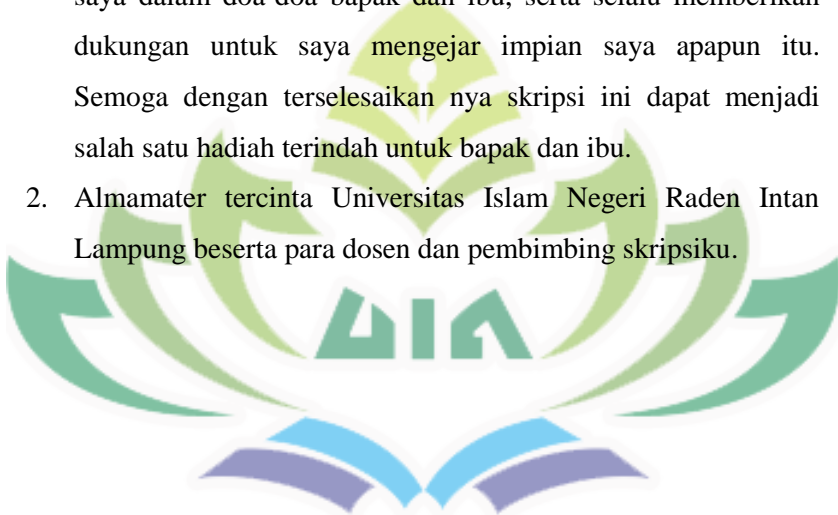 saya dalam doa-doa bapak dan ibu, serta selalu memberikan
dukungan untuk saya mengejar impian saya apapun itu.
Semoga dengan terselesaikan nya skripsi ini dapat menjadi
salah satu hadiah terindah untuk bapak dan ibu.
2. Almamater tercinta Universitas Islam Negeri Raden Intan
Lampung beserta para dosen dan pembimbing skripsiku.